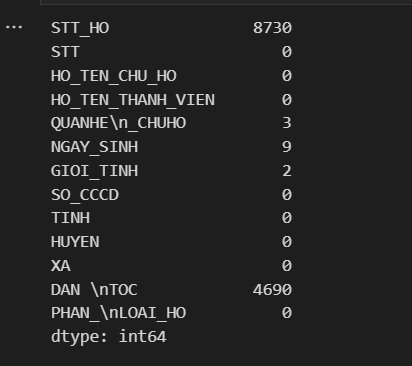 STT_HO 8730
STT 0
HO_TEN_CHU_HO 0
HO_TEN_THANH_VIEN 0
QUANHE\n_CHUHO 3
NGAY_SINH 9
GIOI_TINH 2
SO_CCCD 0
TINH 0
HUYEN 0
XA 0
DAN \nTOC 4690
PHAN_\nLOAI_HO 0
dtype: int64